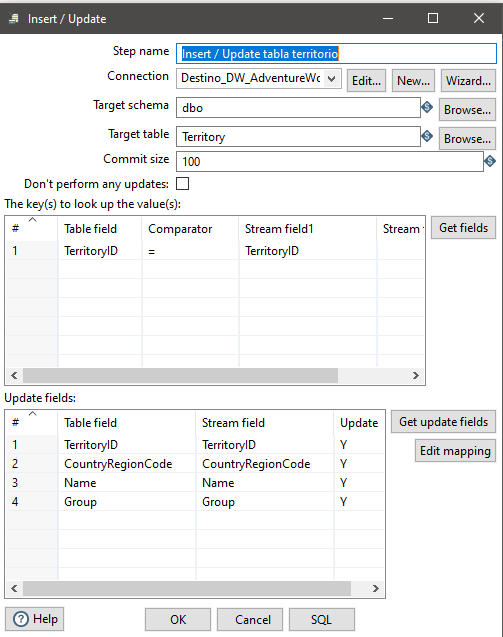 Insert / Update
Step name Insert / Update tabla territorio
Connection Destino_DW_AdventureWo Edit... New... Wizard...
Target schema dbo Browse...
Target table Territory Browse...
Commit size 100
Don't perform any updates:
The key(s) to look up the value(s):
# Table field Comparator Stream field1 Stream Get fields
1 TerritoryID = TerritoryID
Update fields:
# Table field Stream field Update Get update fields
1 TerritoryID TerritoryID Y
Edit mapping
2 CountryRegionCode CountryRegionCode Y
3 Name Name Y
4 Group Group Y
Help OK Cancel SQL